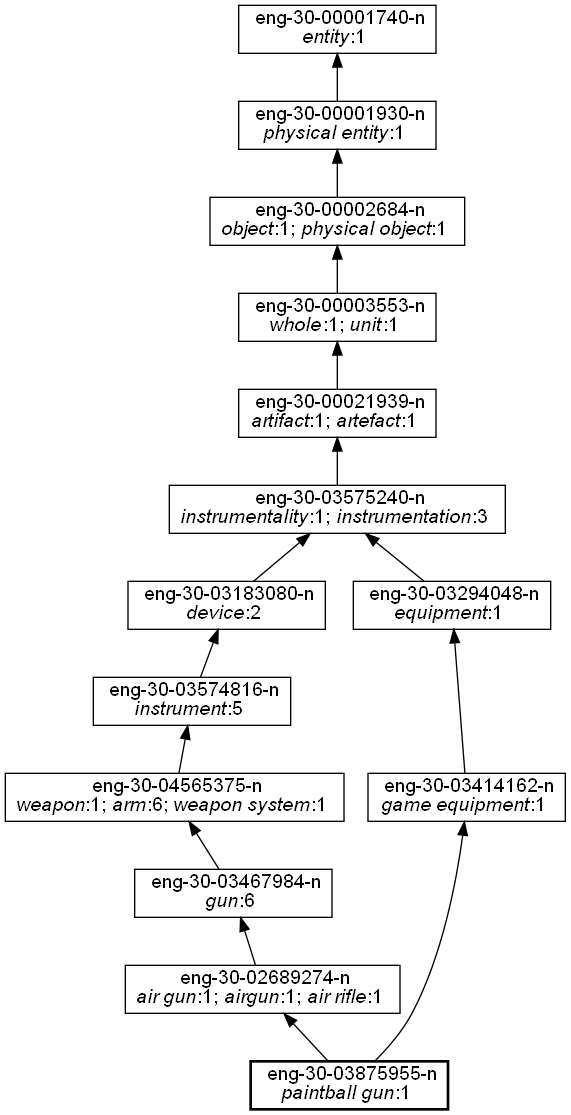 eng-30-00001740-n
entity:1
eng-30-00001930-n
physical entity:1
eng-30-00002684-n
object:1; physical object:1
eng-30-00003553-n
whole:1; unit:1
eng-30-00021939-n
artifact:1; artefact:1
eng-30-03575240-n
instrumentality:1; instrumentation:3
eng-30-03183080-n
device:2
eng-30-03294048-n
equipment:1
eng-30-03574816-n
instrument:5
eng-30-04565375-n
weapon:1; arm:6; weapon system:1
eng-30-03414162-n
game equipment:1
eng-30-03467984-n
gun:6
eng-30-02689274-n
air gun:1; airgun:1; air rifle:1
eng-30-03875955-n
paintball gun:1